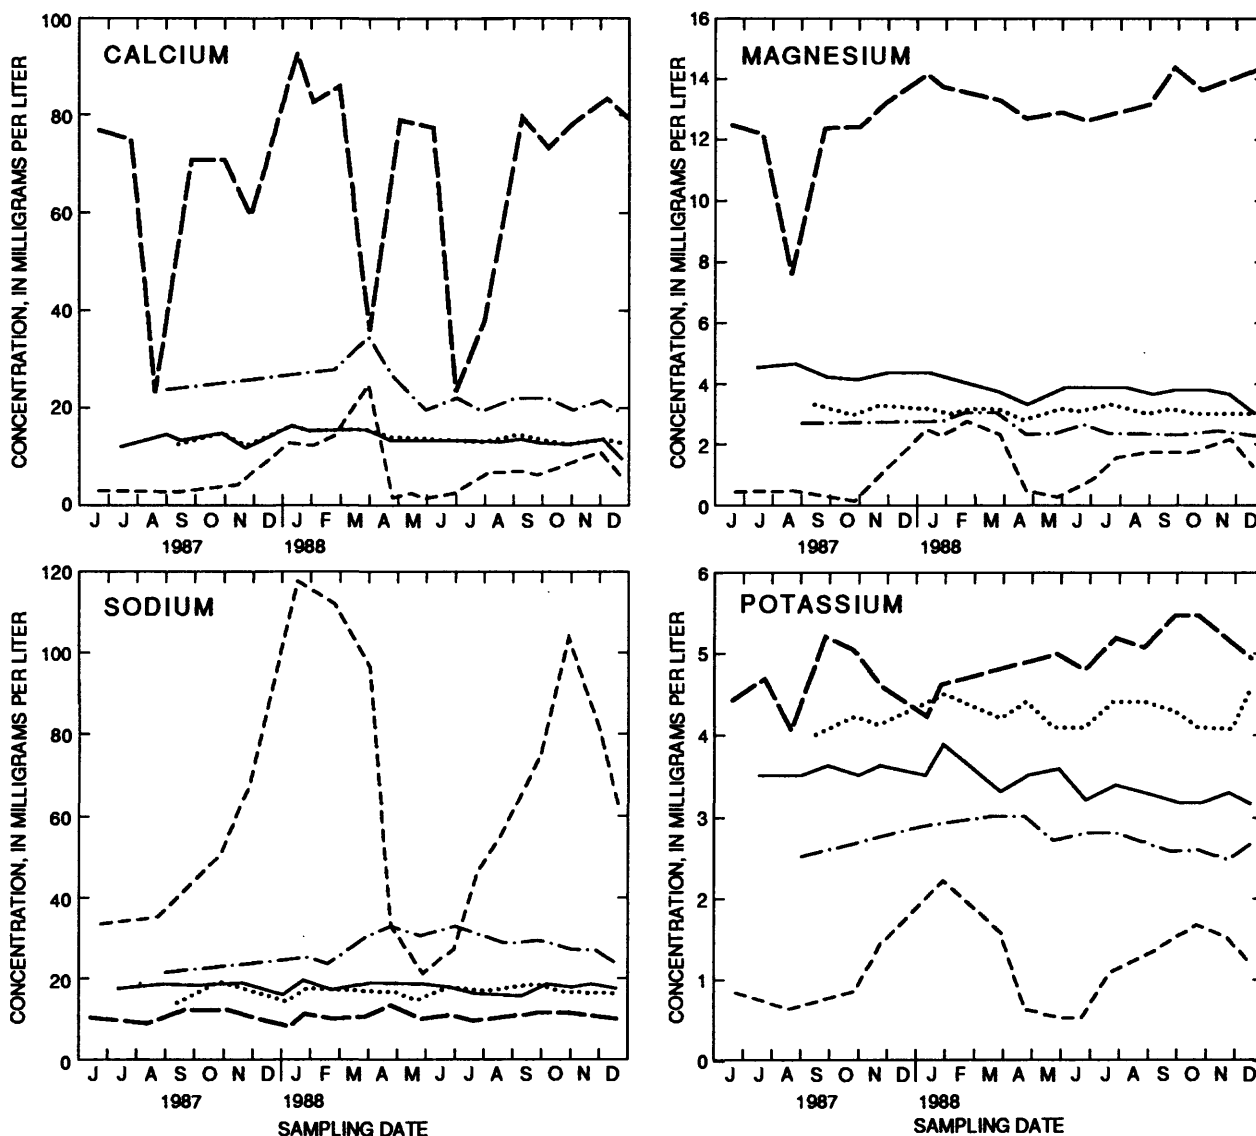 CALCIUM
CONCENTRATION, IN MILLIGRAMS PER LITER
100
80
60
40
20
0
J J A S O N D J F M A M J J A S O N D
1987 1988
MAGNESIUM
CONCENTRATION, IN MILLIGRAMS PER LITER
16
14
12
10
8
6
4
2
0
J J A S O N D J F M A M J J A S O N D
1987 1988
SODIUM
CONCENTRATION, IN MILLIGRAMS PER LITER
120
100
80
60
40
20
0
J J A S O N D J F M A M J J A S O N D
1987 1988
SAMPLING DATE
POTASSIUM
CONCENTRATION, IN MILLIGRAMS PER LITER
6
5
4
3
2
1
0
J J A S O N D J F M A M J J A S O N D
1987 1988
SAMPLING DATE